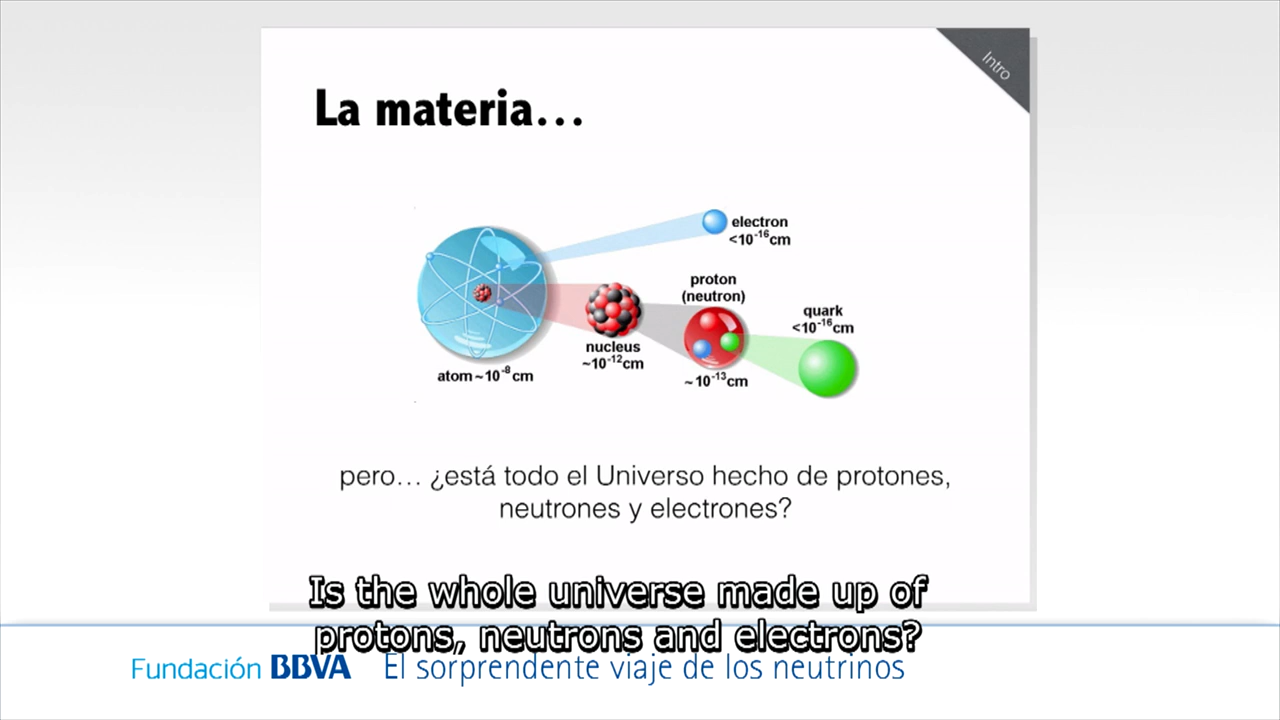 Intro
La materia…
electron
<10⁻¹⁶cm
proton
(neutron)
quark
<10⁻¹⁶cm
nucleus
~10⁻¹²cm
atom ~10⁻⁸cm
~10⁻¹³cm
pero… ¿está todo el Universo hecho de protones,
neutrones y electrones?
Is the whole universe made up of
protons, neutrons and electrons?
Fundación BBVA El sorprendente viaje de los neutrinos